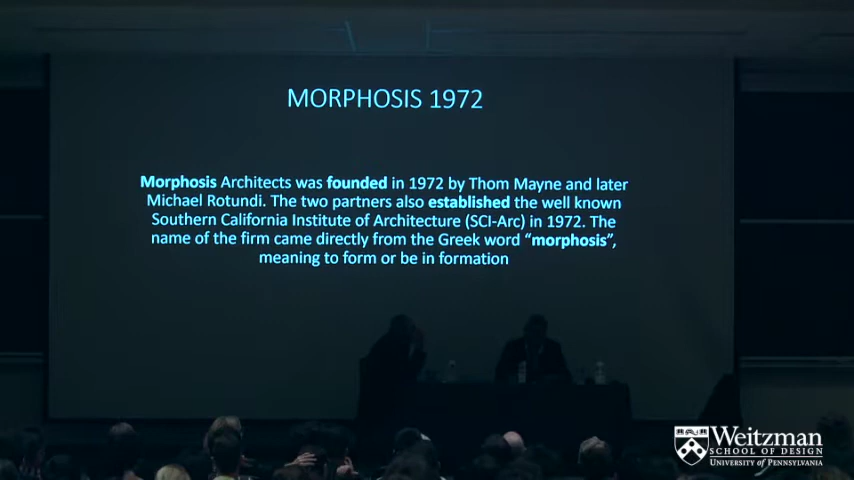 MORPHOSIS 1972
Morphosis Architects was founded in 1972 by Thom Mayne and later
Michael Rotundi. The two partners also established the well known
Southern California Institute of Architecture (SCI-Arc) in 1972. The
name of the firm came directly from the Greek word “morphosis”,
meaning to form or be in formation
Weitzman
SCHOOL OF DESIGN
UNIVERSITY of PENNSYLVANIA